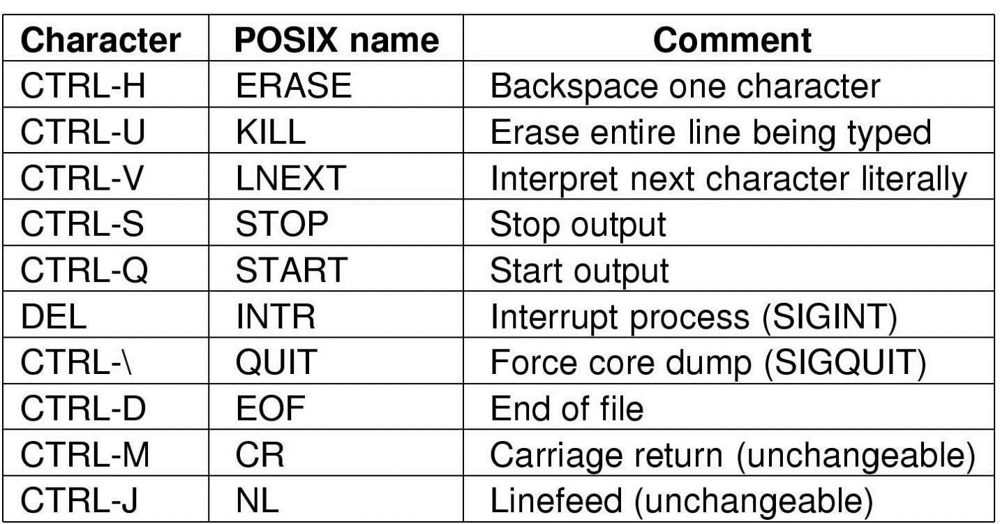 Character POSIX name Comment
CTRL-H ERASE Backspace one character
CTRL-U KILL Erase entire line being typed
CTRL-V LNEXT Interpret next character literally
CTRL-S STOP Stop output
CTRL-Q START Start output
DEL INTR Interrupt process (SIGINT)
CTRL-\ QUIT Force core dump (SIGQUIT)
CTRL-D EOF End of file
CTRL-M CR Carriage return (unchangeable)
CTRL-J NL Linefeed (unchangeable)